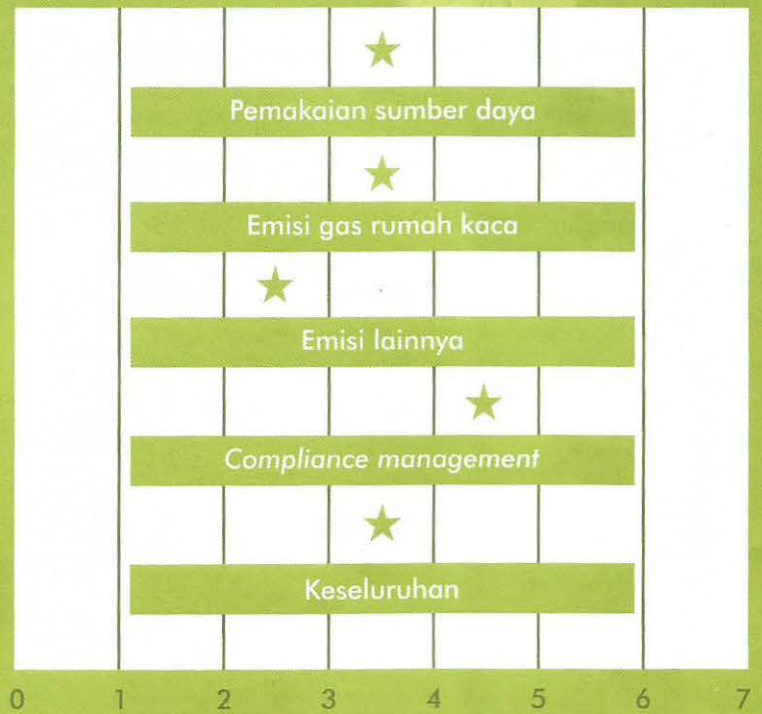 Pemakaian sumber daya
Emisi gas rumah kaca
Emisi lainnya
Compliance management
Keseluruhan
0 1 2 3 4 5 6 7